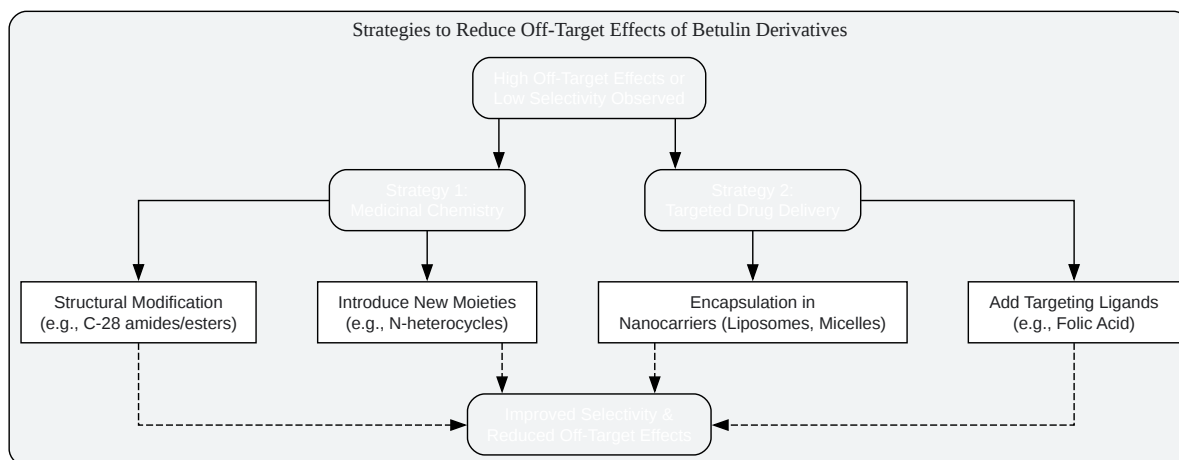 Strategies to Reduce Off-Target Effects of Betulin Derivatives
High Off-Target Effects or
Low Selectivity Observed
Strategy 1:
Medicinal Chemistry
Strategy 2:
Targeted Drug Delivery
Structural Modification
(e.g., C-28 amides/esters)
Introduce New Moieties
(e.g., N-heterocycles)
Encapsulation in
Nanocarriers (Liposomes, Micelles)
Add Targeting Ligands
(e.g., Folic Acid)
Improved Selectivity &
Reduced Off-Target Effects